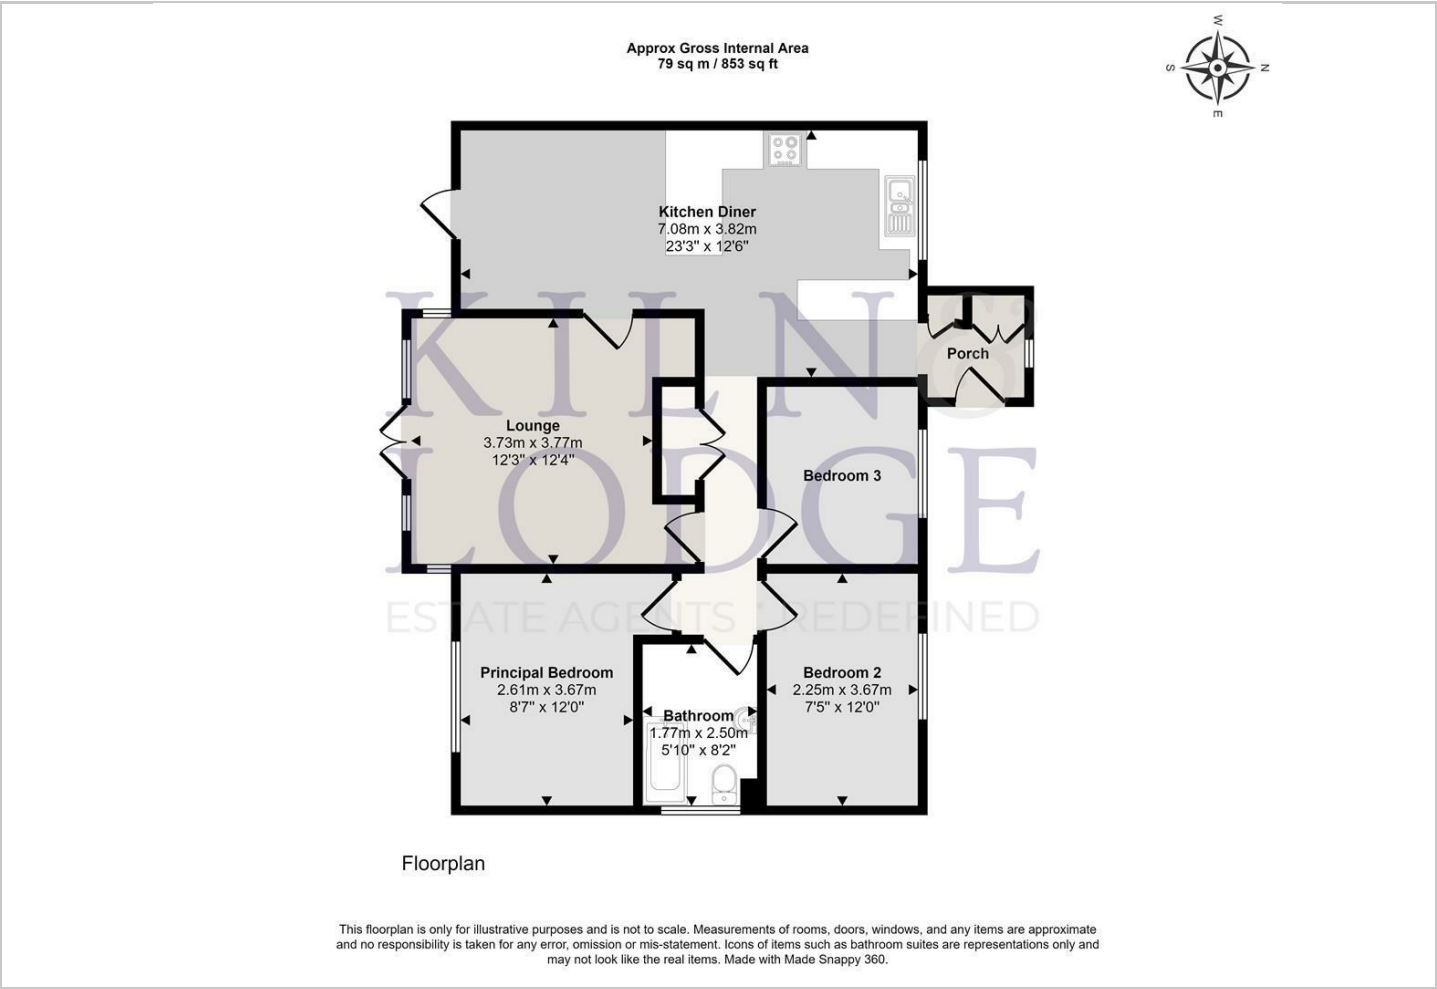 Approx Gross Internal Area
79 sq m / 853 sq ft
W
S
N
E
Kitchen Diner
7.08m x 3.82m
23'3" x 12'6"
Porch
KILN &
Lounge
3.73m x 3.77m
12'3" x 12'4"
Bedroom 3
LODGE
ESTATE AGENTS : REDEFINED
Principal Bedroom
2.61m x 3.67m
8'7" x 12'0"
Bedroom 2
2.25m x 3.67m
7'5" x 12'0"
Bathroom
1.77m x 2.50m
5'10" x 8'2"
Floorplan
This floorplan is only for illustrative purposes and is not to scale. Measurements of rooms, doors, windows, and any items are approximate
and no responsibility is taken for any error, omission or mis-statement. Icons of items such as bathroom suites are representations only and
may not look like the real items. Made with Made Snappy 360.